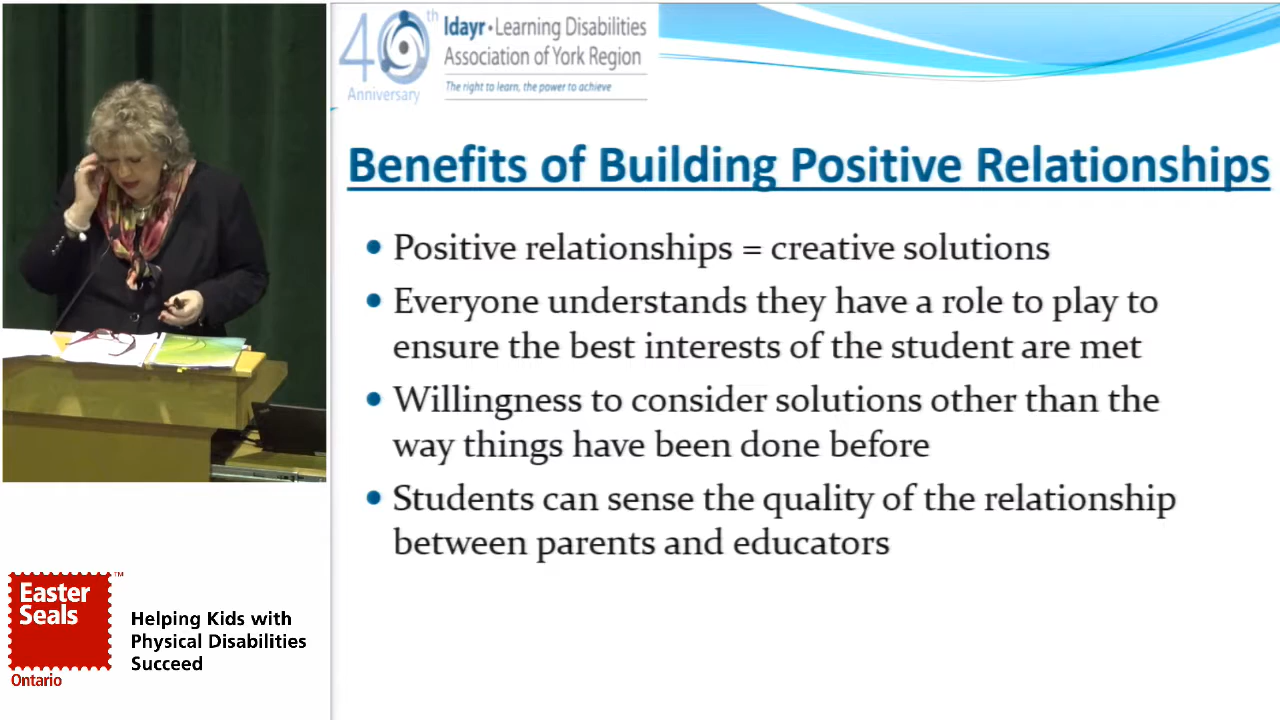 40th
Anniversary
ldayr • Learning Disabilities
Association of York Region
The right to learn, the power to achieve
Benefits of Building Positive Relationships
• Positive relationships = creative solutions
• Everyone understands they have a role to play to
ensure the best interests of the student are met
• Willingness to consider solutions other than the
way things have been done before
• Students can sense the quality of the relationship
between parents and educators
Easter
Seals
™
Ontario
Helping Kids with
Physical Disabilities
Succeed